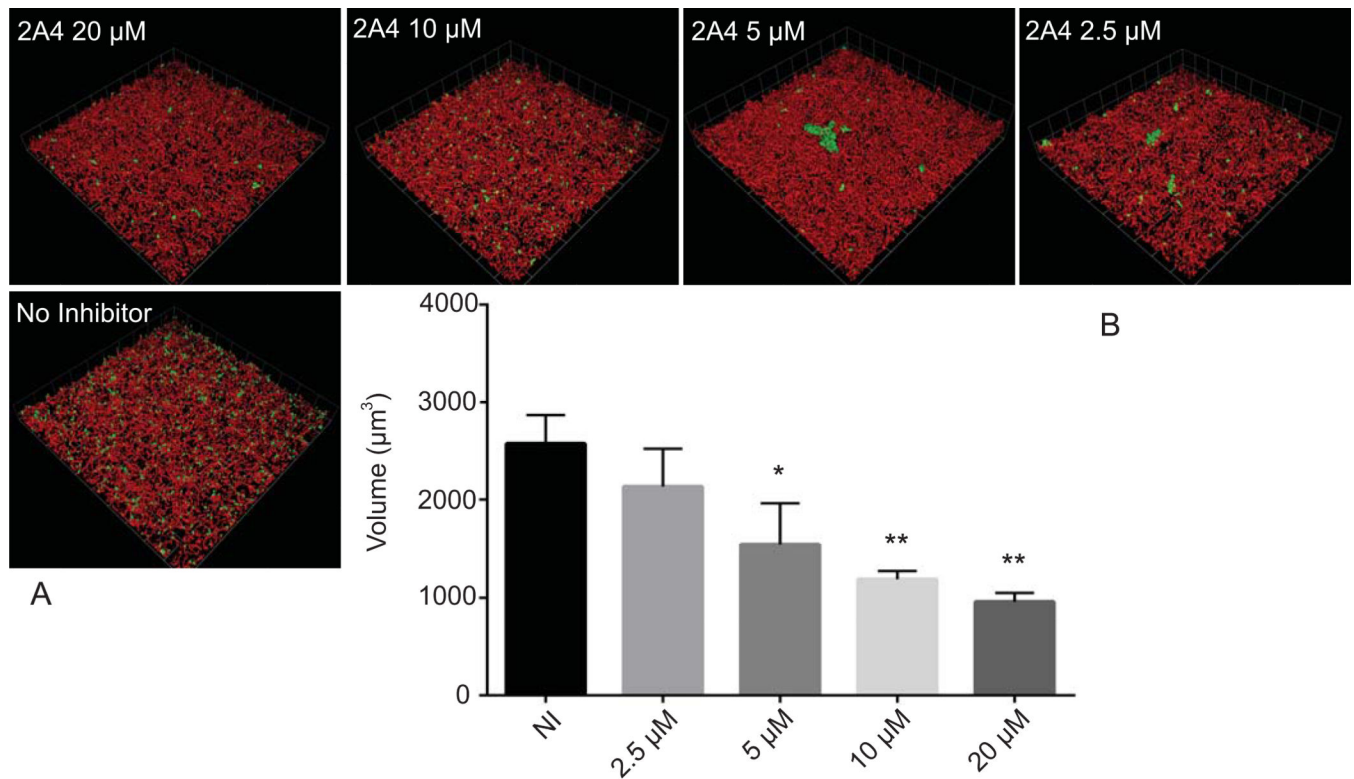 2A4 20 µM
2A4 10 µM
2A4 5 µM
2A4 2.5 µM
No Inhibitor
A
B
Volume (µm³)
4000
3000
2000
1000
0
*
**
**
NI
2.5 µM
5 µM
10 µM
20 µM